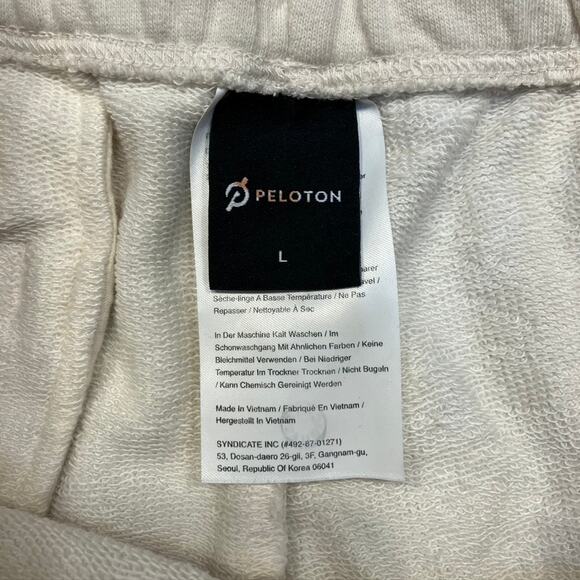 PELOTON
L
Sèche-linge A Basse Température / Ne Pas
Repasser / Nettoyable À Sec
In Der Maschine Kalt Waschen / Im
Schonwaschgang Mit Ähnlichen Farben / Keine
Bleichmittel Verwenden / Bei Niedriger
Temperatur Im Trockner Trocknen / Nicht Bugeln
/ Kann Chemisch Gereinigt Werden
Made In Vietnam / Fabriqué En Vietnam /
Hergestellt In Vietnam
SYNDICATE INC (#492-87-01271)
53, Dosan-daero 26-gil, 3F, Gangnam-gu,
Seoul, Republic Of Korea 06041